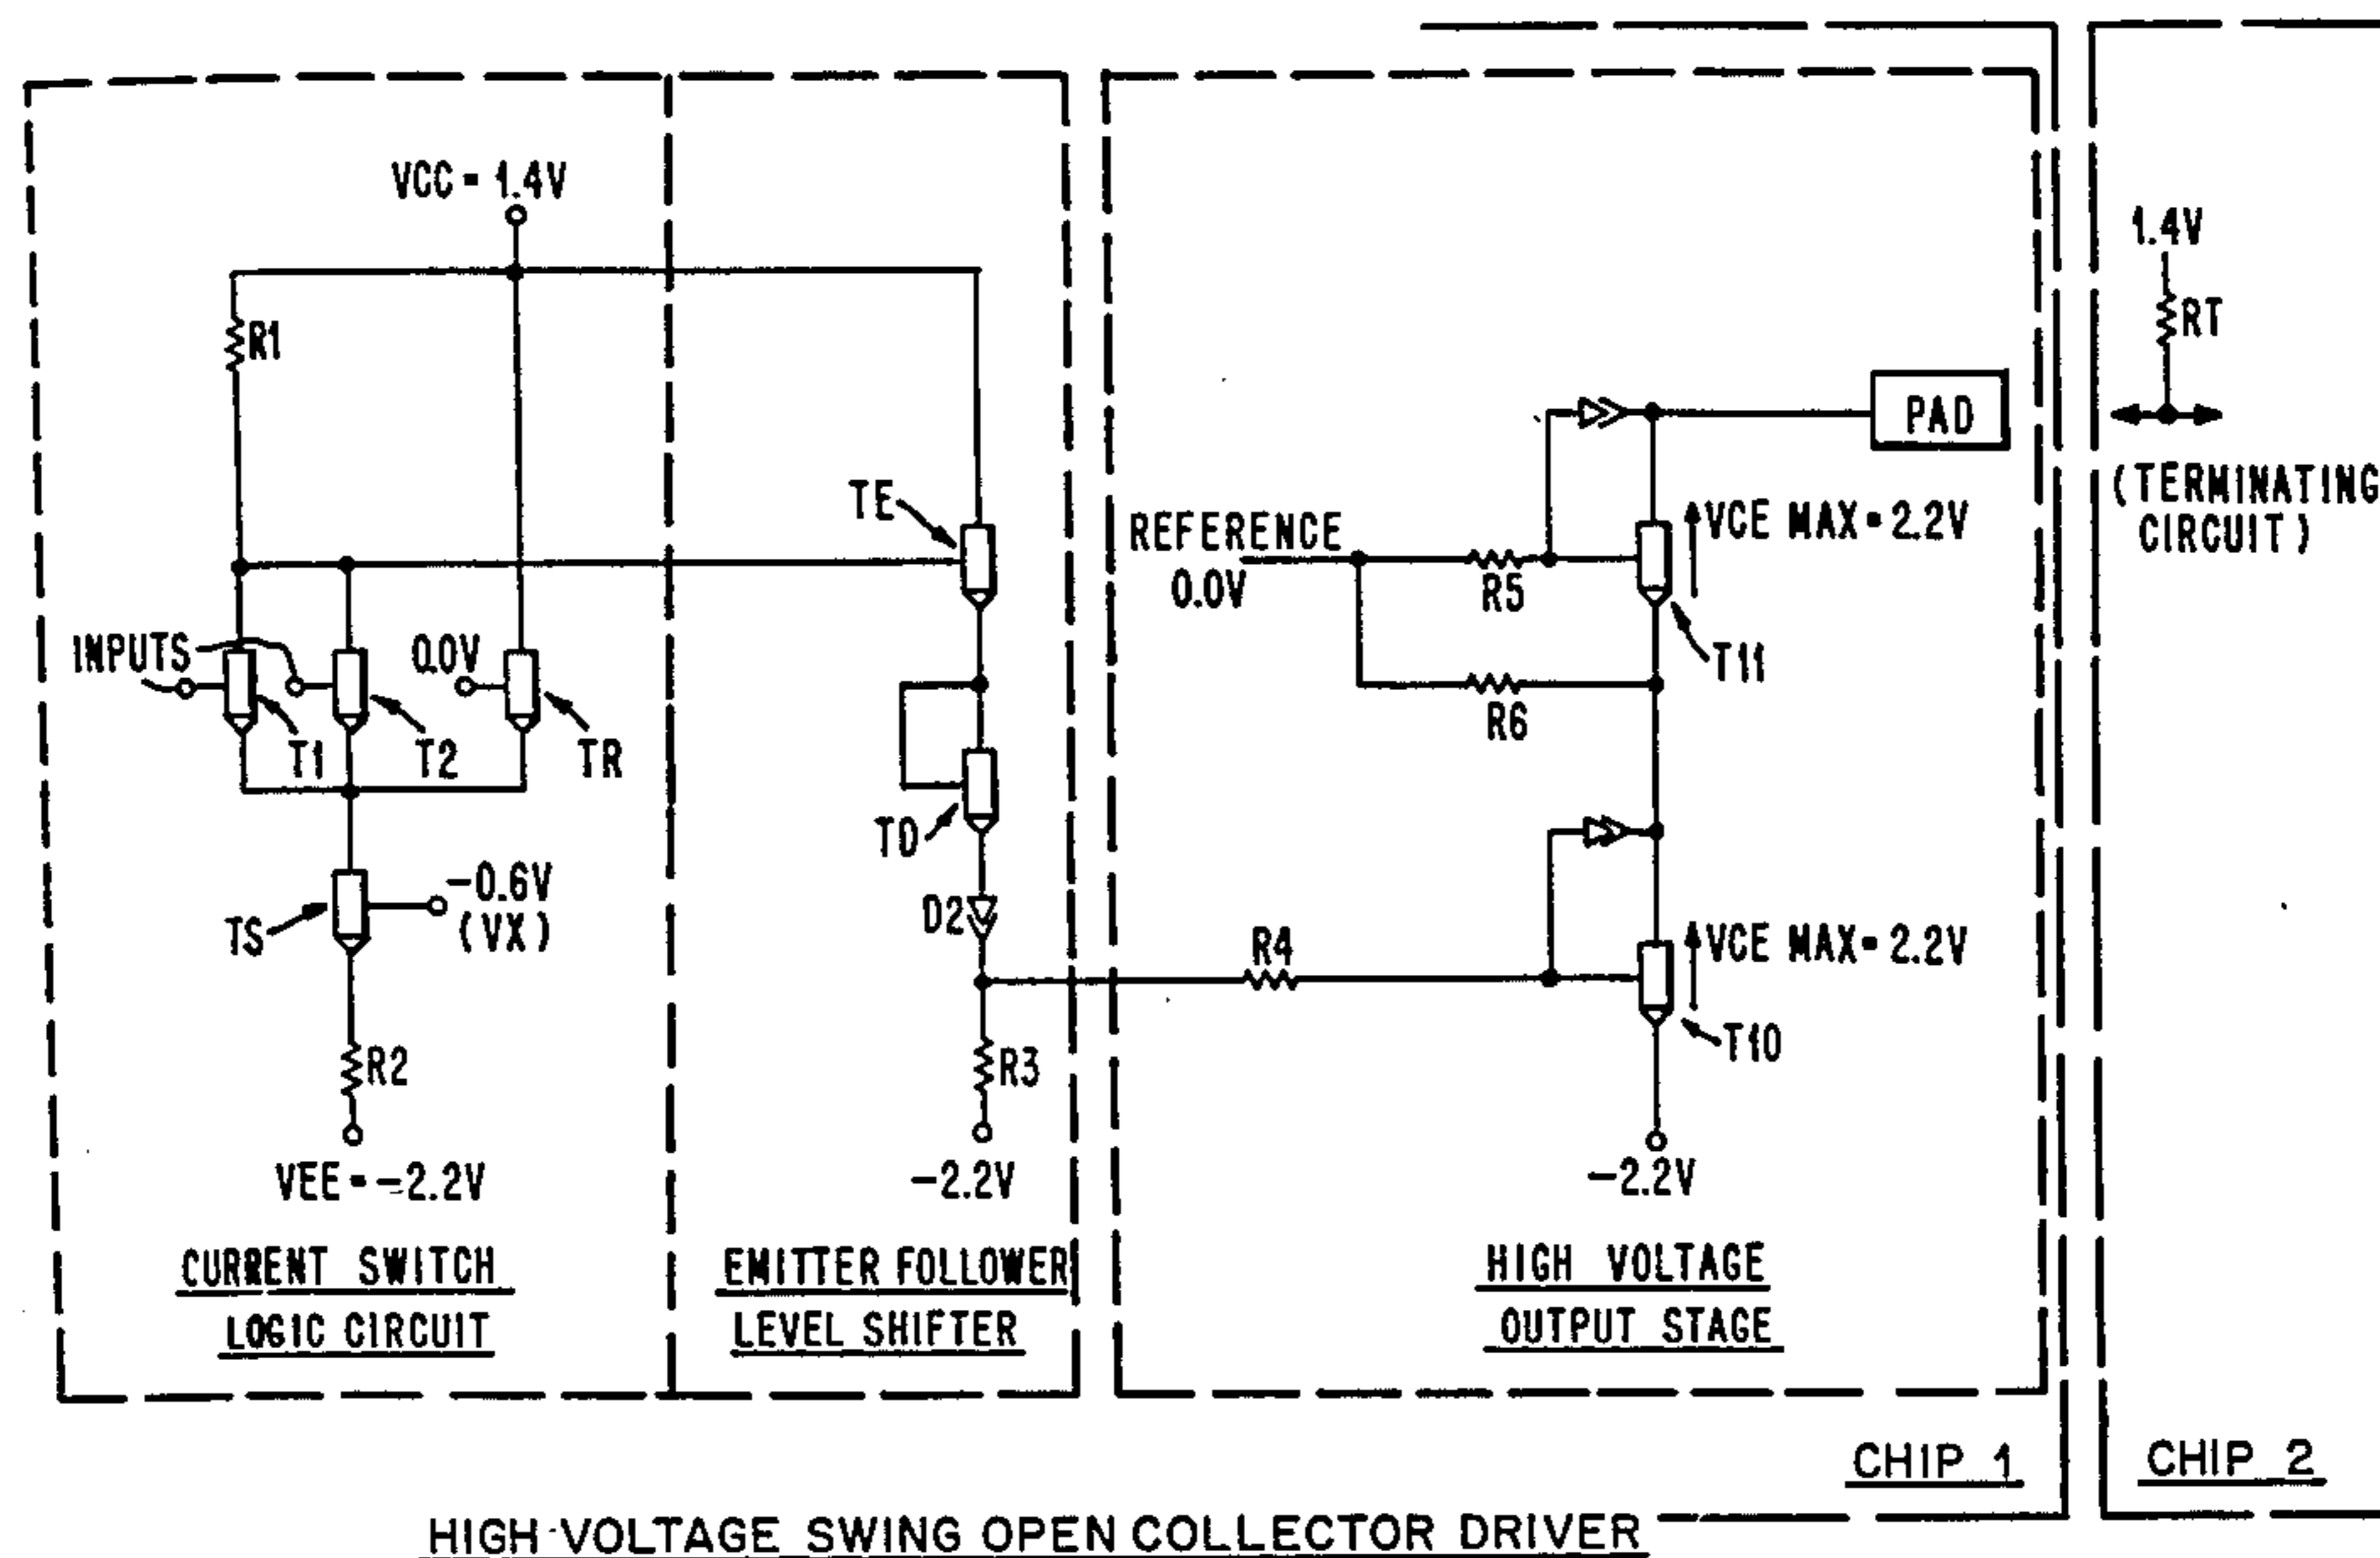 VCC = 1.4V
R1
INPUTS
0.0V
T1
T2
TR
-0.6V
(VX)
TS
R2
VEE = -2.2V
CURRENT SWITCH
LOGIC CIRCUIT
TE
TD
D2
R3
-2.2V
EMITTER FOLLOWER
LEVEL SHIFTER
PAD
REFERENCE
0.0V
R5
VCE MAX = 2.2V
T11
R6
R4
VCE MAX = 2.2V
T10
-2.2V
HIGH VOLTAGE
OUTPUT STAGE
CHIP 1
1.4V
RT
(TERMINATING
CIRCUIT)
CHIP 2
HIGH VOLTAGE SWING OPEN COLLECTOR DRIVER